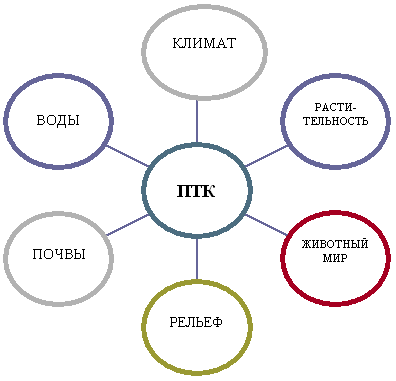 КЛИМАТ
ВОДЫ
РАСТИ-
ТЕЛЬНОСТЬ
ПТК
ПОЧВЫ
ЖИВОТНЫЙ
МИР
РЕЛЬЕФ